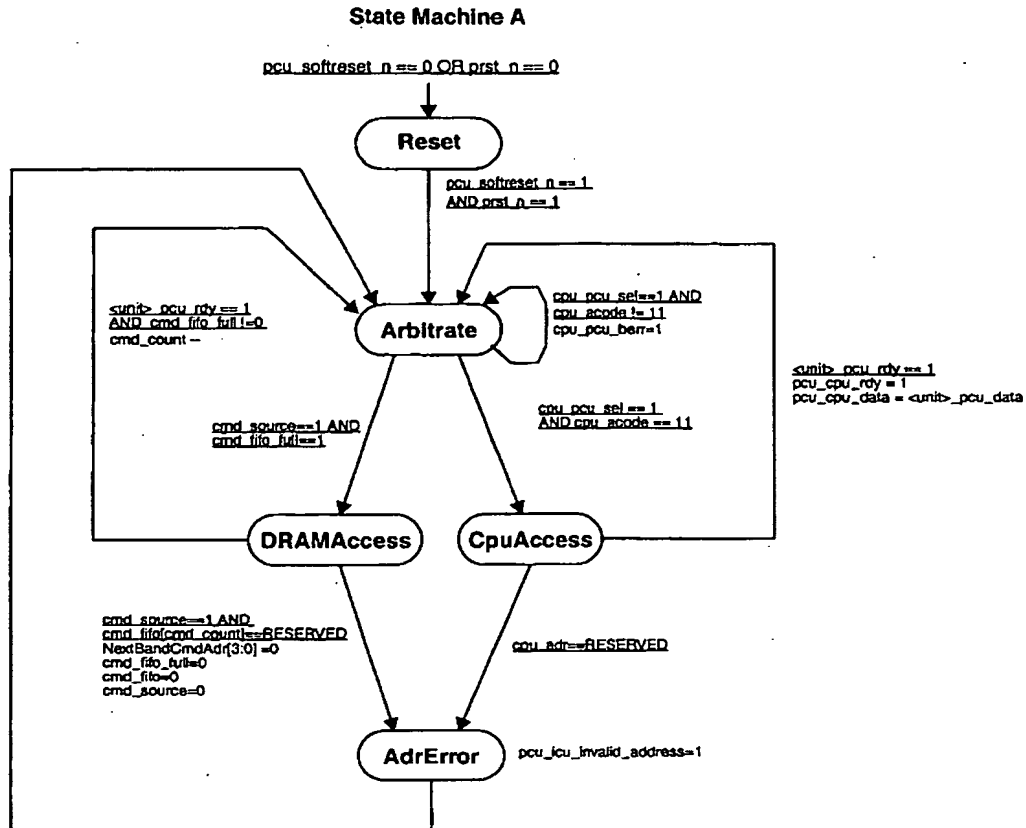 State Machine A
pcu_softreset_n == 0 OR prst_n == 0
Reset
pcu_softreset_n == 1
AND prst_n == 1
<unit>_pcu_rdy == 1
AND cmd_fifo_full !=0
cmd_count --
Arbitrate
cpu_pcu_sel==1 AND
cpu_acode != 11
cpu_pcu_berr=1
<unit>_pcu_rdy == 1
pcu_cpu_rdy = 1
pcu_cpu_data = <unit>_pcu_data
cmd_source==1 AND
cmd_fifo_full==1
cpu_pcu_sel == 1
AND cpu_acode == 11
DRAMAccess
CpuAccess
cmd_source==1 AND
cmd_fifo[cmd_count]==RESERVED
NextBandCmdAdr[3:0] =0
cmd_fifo_full=0
cmd_fifo=0
cmd_source=0
cpu_adr==RESERVED
AdrError
pcu_icu_invalid_address=1